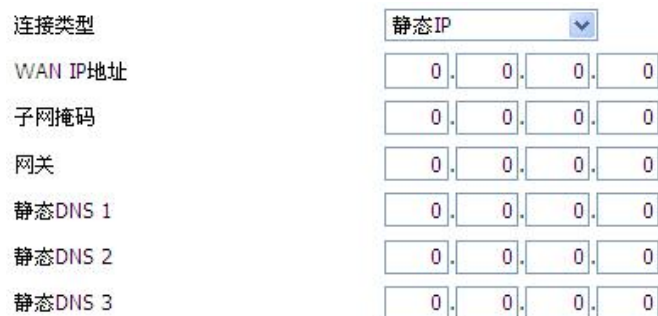 连接类型 静态IP
WAN IP地址 0. 0. 0. 0
子网掩码 0. 0. 0. 0
网关 0. 0. 0. 0
静态DNS 1 0. 0. 0. 0
静态DNS 2 0. 0. 0. 0
静态DNS 3 0. 0. 0. 0